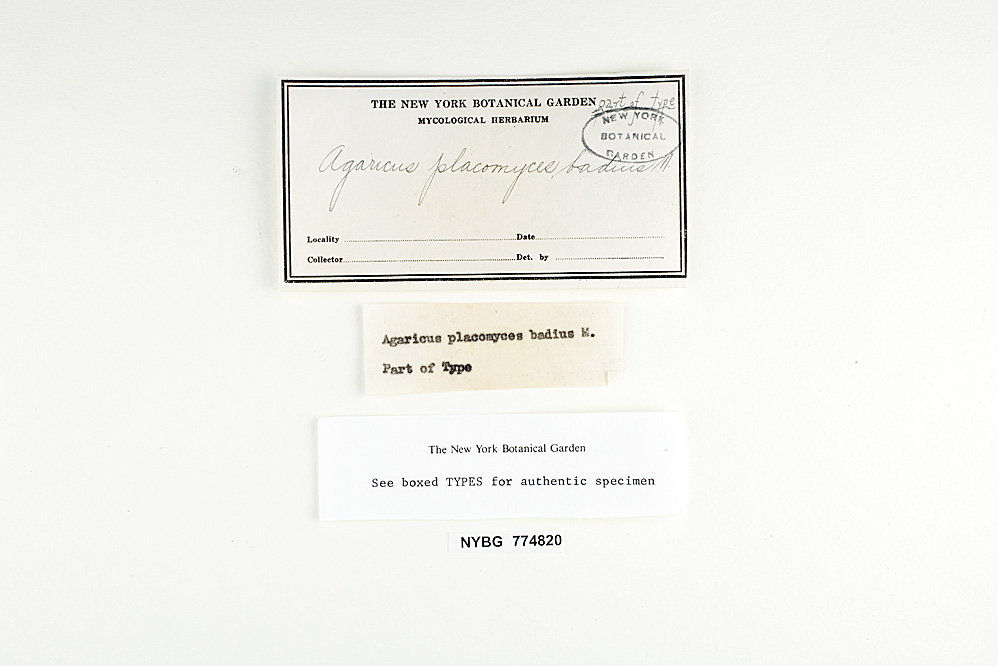 THE NEW YORK BOTANICAL GARDEN part of type
MYCOLOGICAL HERBARIUM
NEW YORK
BOTANICAL
GARDEN
Agaricus placomyces badius M.
Locality Date
Collector Det. by
Agaricus placomyces badius M.
Part of Type
The New York Botanical Garden
See boxed TYPES for authentic specimen
NYBG 774820